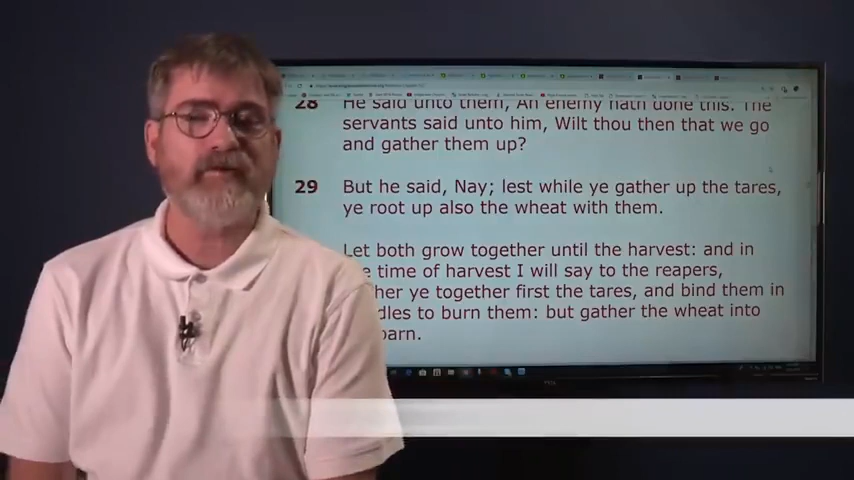 28 He said unto them, An enemy hath done this. The
servants said unto him, Wilt thou then that we go
and gather them up?
29 But he said, Nay; lest while ye gather up the tares,
ye root up also the wheat with them.
Let both grow together until the harvest: and in
time of harvest I will say to the reapers,
her ye together first the tares, and bind them in
dles to burn them: but gather the wheat into
barn.